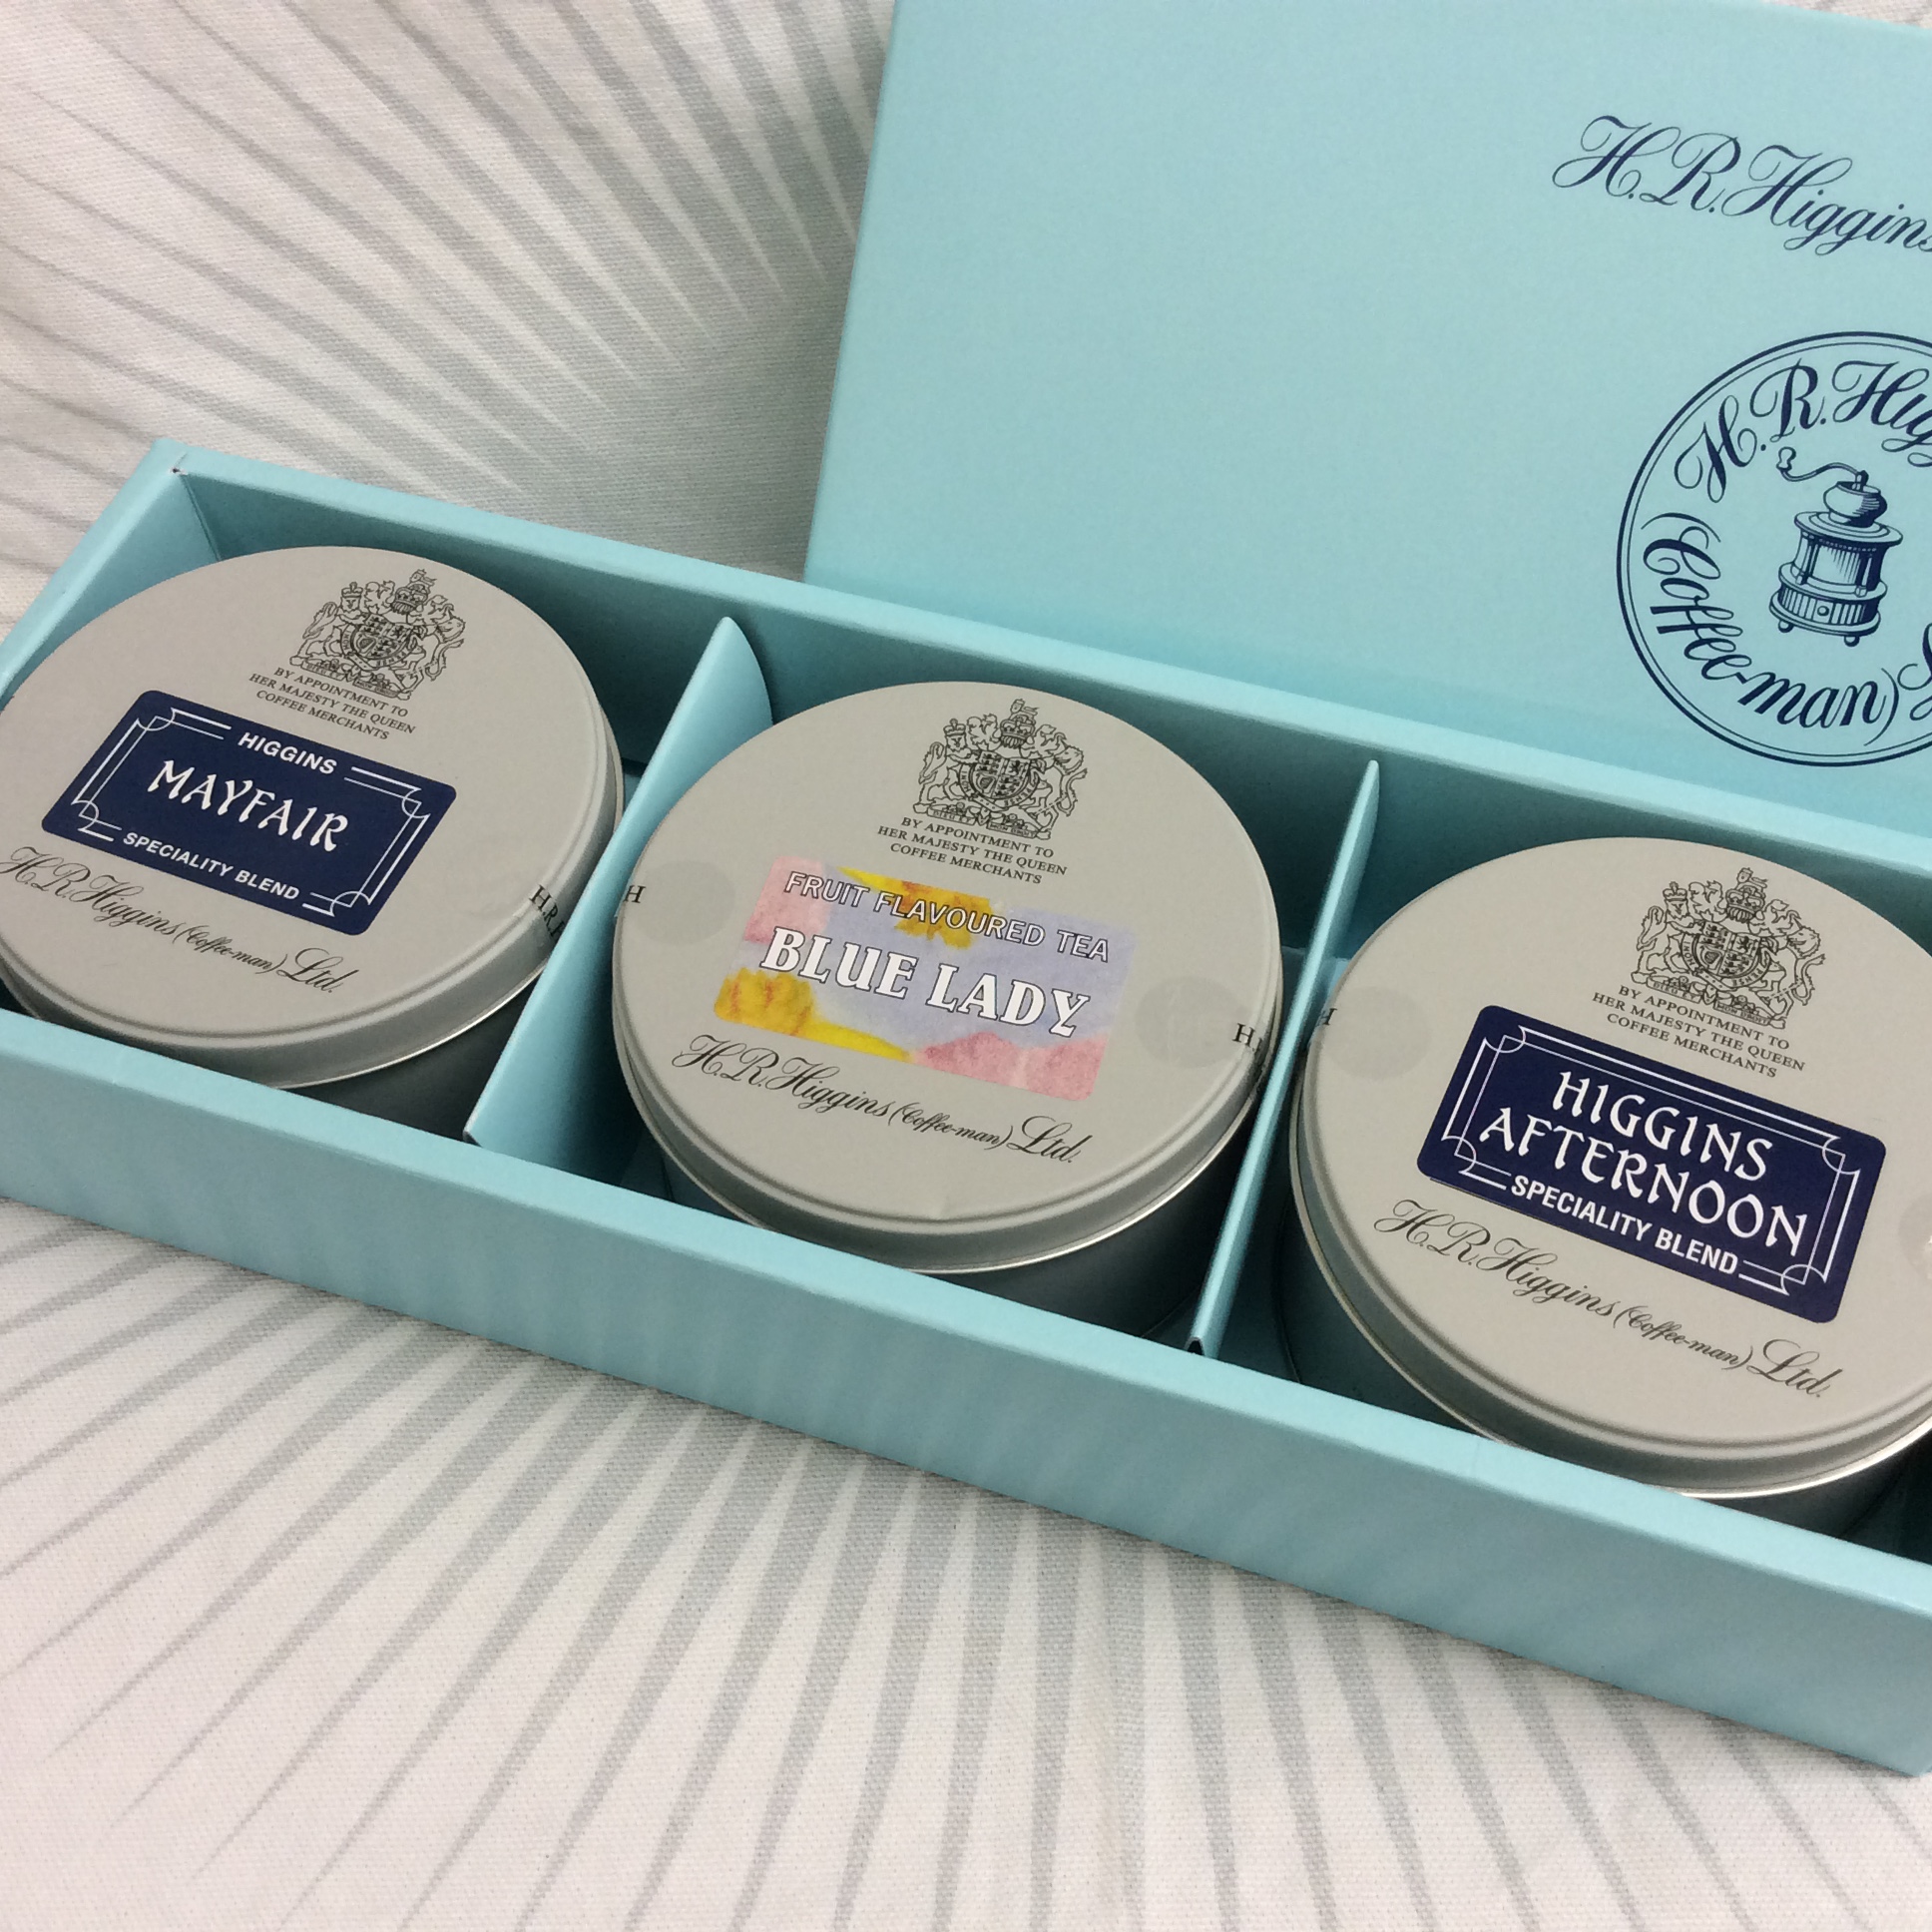 H.R.Higgins
H.R.Hig
(Coffee-man)
BY APPOINTMENT TO
HER MAJESTY THE QUEEN
COFFEE MERCHANTS
HIGGINS
MAYFAIR
SPECIALITY BLEND
H.R.Higgins (Coffee-man) Ltd.
BY APPOINTMENT TO
HER MAJESTY THE QUEEN
COFFEE MERCHANTS
FRUIT FLAVOURED TEA
BLUE LADY
H.R.Higgins (Coffee-man) Ltd.
BY APPOINTMENT TO
HER MAJESTY THE QUEEN
COFFEE MERCHANTS
HIGGINS
AFTERNOON
SPECIALITY BLEND
H.R.Higgins (Coffee-man) Ltd.